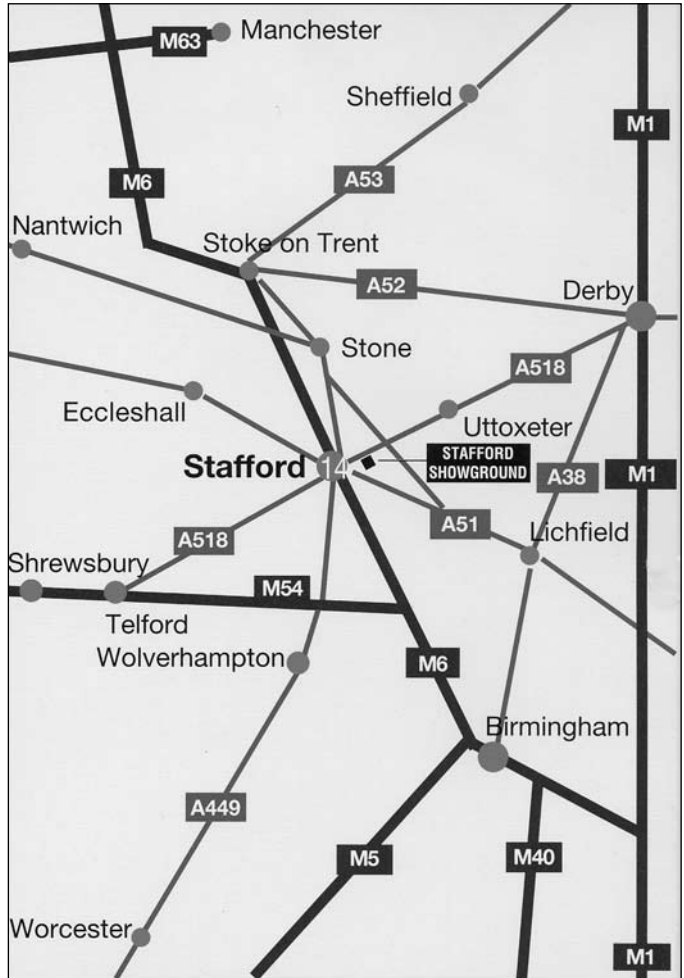 Manchester
M63
Sheffield
M1
A53
M6
Nantwich
Stoke on Trent
A52
Derby
Stone
A518
Eccleshall
Uttoxeter
STAFFORD
SHOWGROUND
Stafford 14
A38
M1
A51
Lichfield
A518
Shrewsbury
M54
Telford
Wolverhampton
M6
Birmingham
A449
M5
M40
Worcester
M1